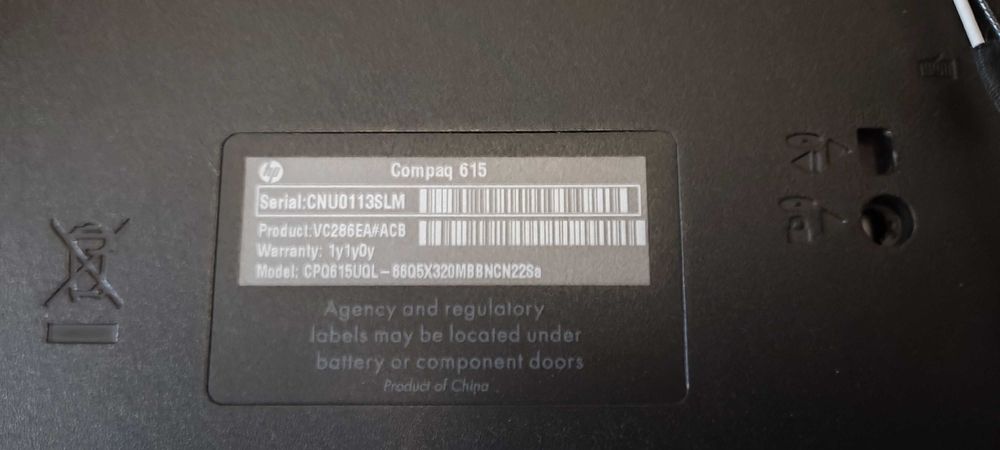 hp
Compaq 615
Serial:CNU0113SLM
Product:VC286EA#ACB
Warranty: 1y1y0y
Model: CPQ615UQL-66Q5X320MBBNCN22Sa
Agency and regulatory
labels may be located under
battery or component doors
Product of China